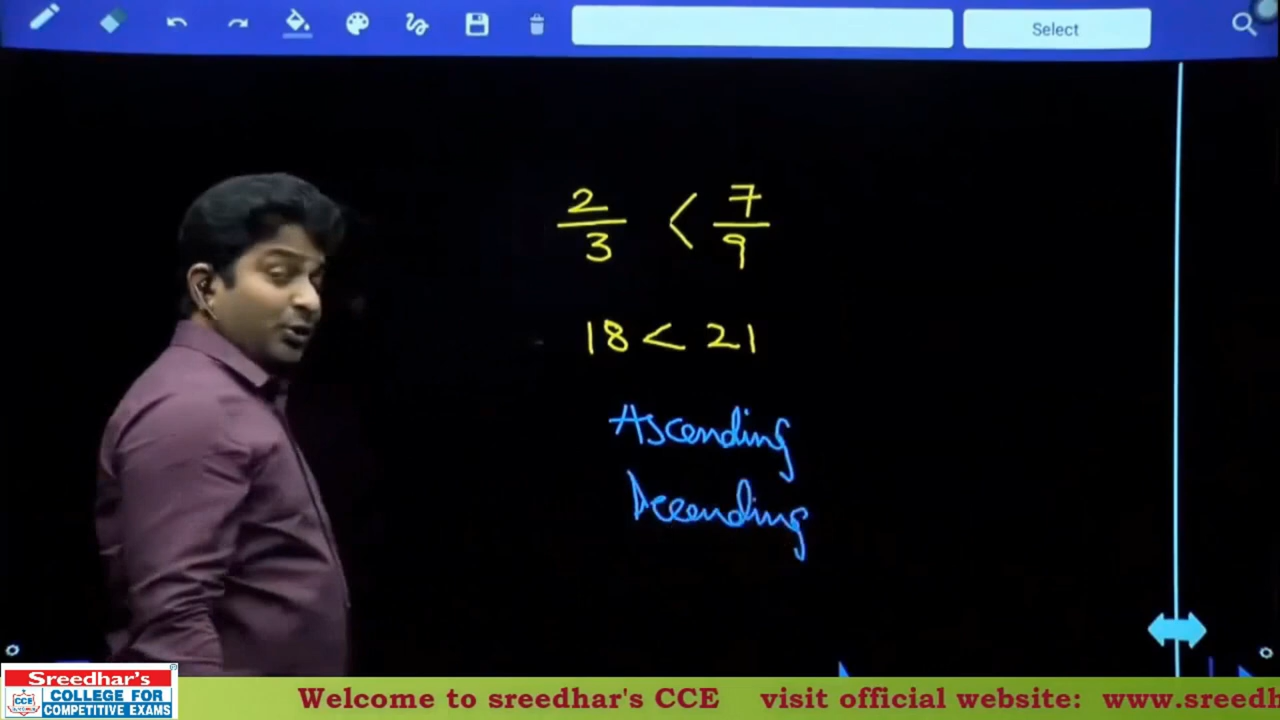 Select
2/3 < 7/9
18 < 21
Ascending
Decending
Sreedhar's
CCE
COLLEGE FOR
COMPETITIVE EXAMS
Welcome to sreedhar's CCE visit official website: www.sreedh